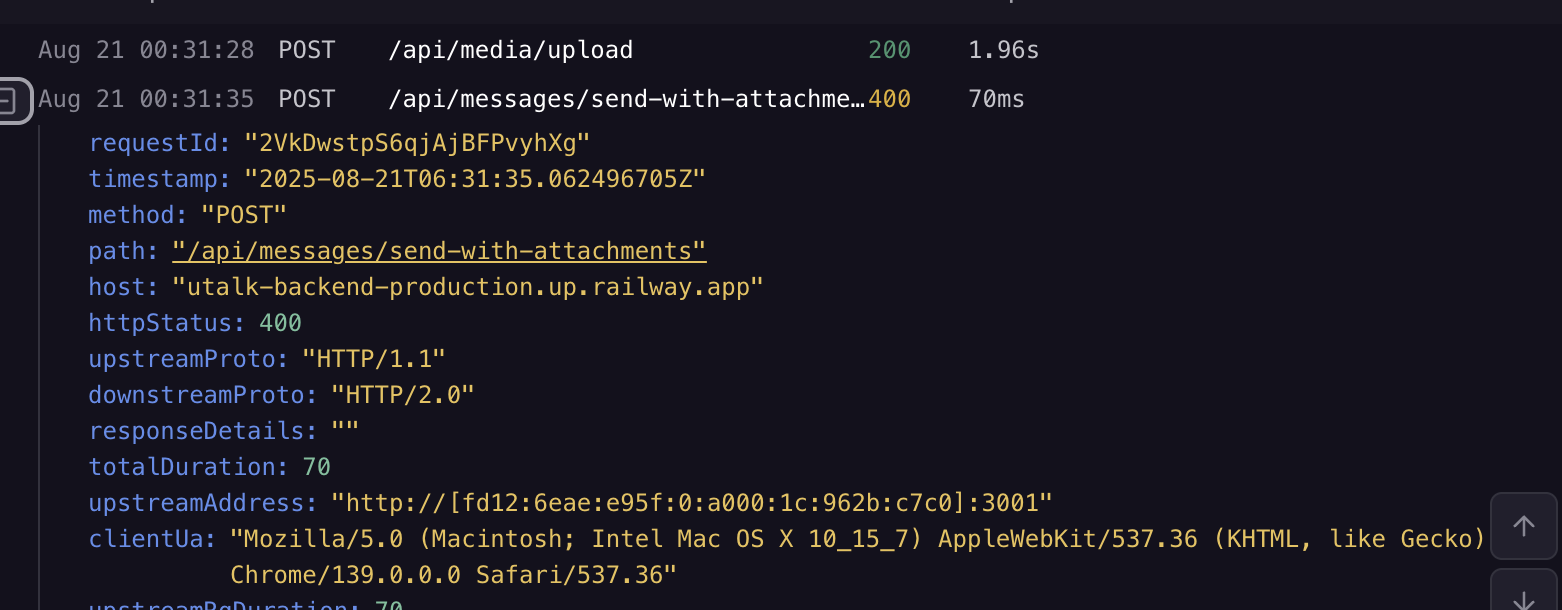 Aug 21 00:31:28 POST /api/media/upload 200 1.96s
Aug 21 00:31:35 POST /api/messages/send-with-attachme… 400 70ms
requestId: "2VkDwstpS6qjAjBFPvyhXg"
timestamp: "2025-08-21T06:31:35.062496705Z"
method: "POST"
path: "/api/messages/send-with-attachments"
host: "utalk-backend-production.up.railway.app"
httpStatus: 400
upstreamProto: "HTTP/1.1"
downstreamProto: "HTTP/2.0"
responseDetails: ""
totalDuration: 70
upstreamAddress: "http://[fd12:6eae:e95f:0:a000:1c:962b:c7c0]:3001"
clientUa: "Mozilla/5.0 (Macintosh; Intel Mac OS X 10_15_7) AppleWebKit/537.36 (KHTML, like Gecko)
Chrome/139.0.0.0 Safari/537.36"
upstreamRqDuration: 70